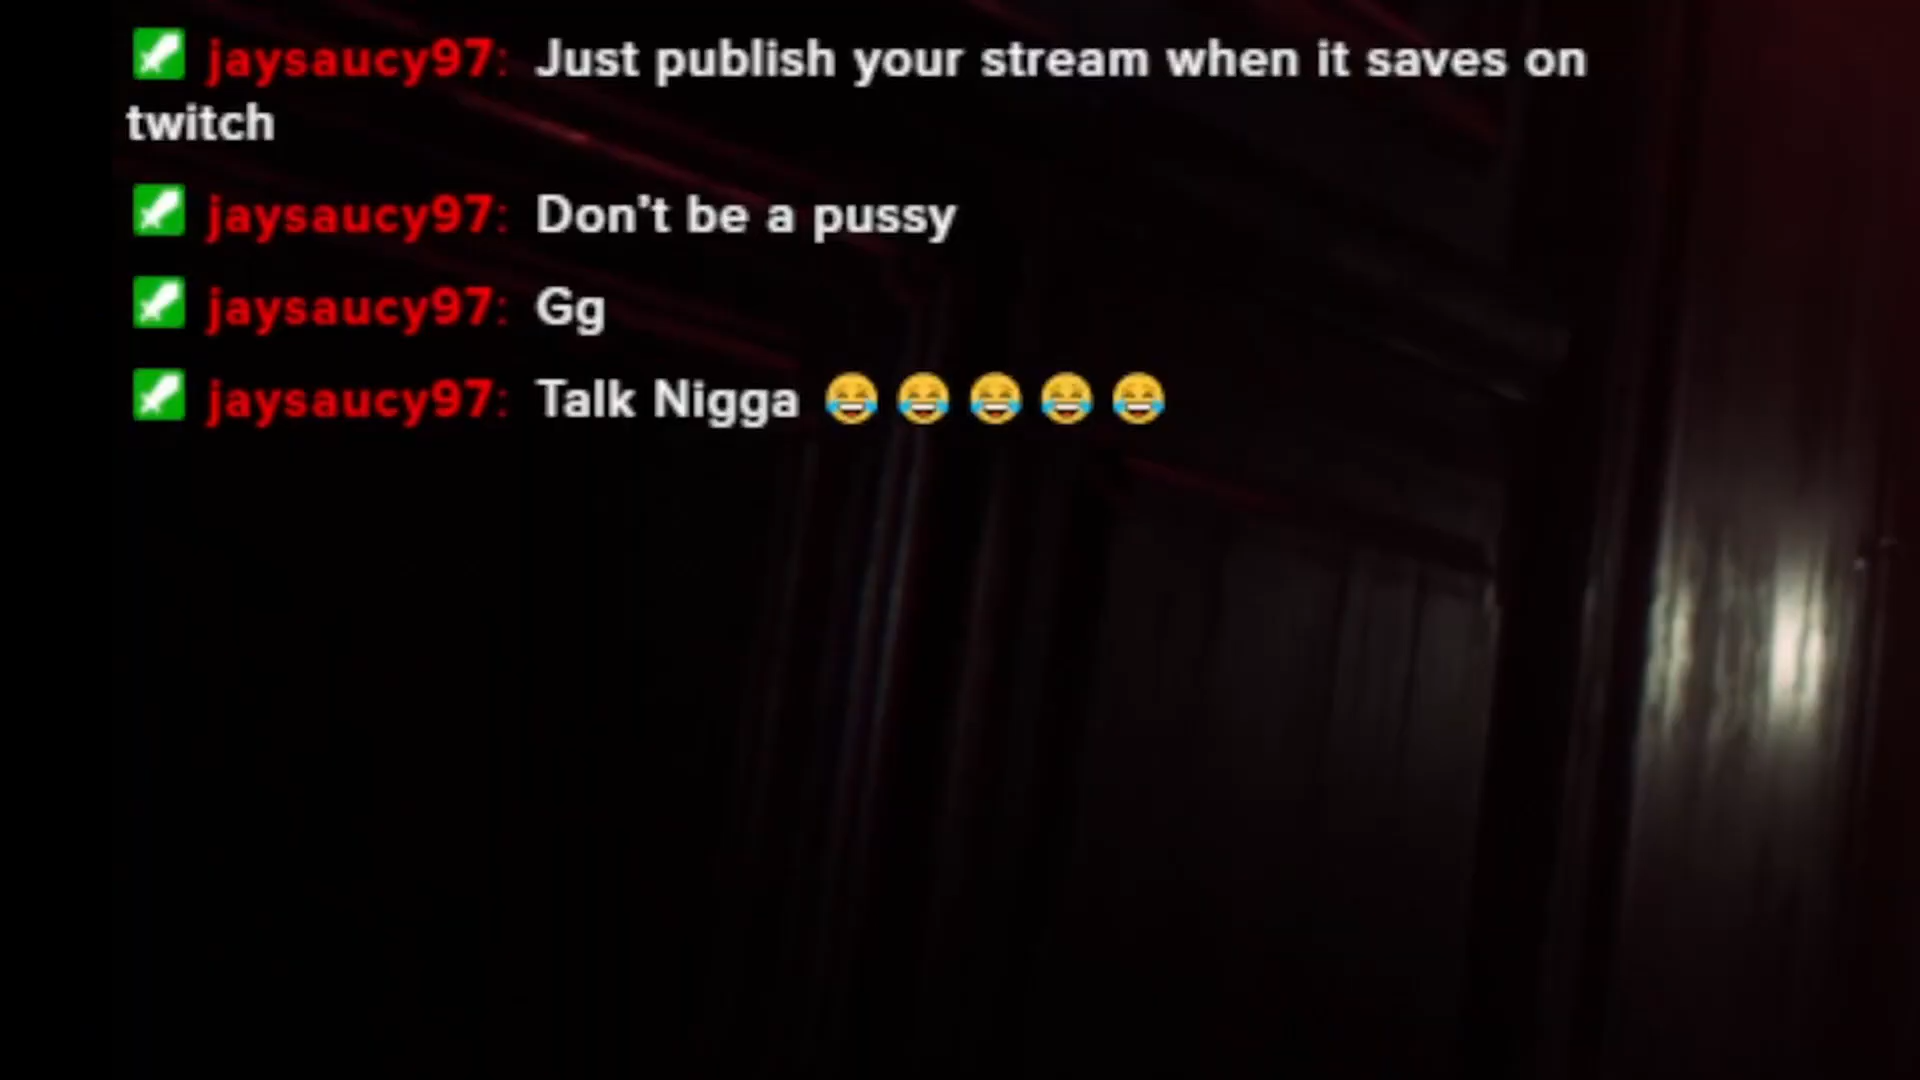 jaysaucy97: Just publish your stream when it saves on
twitch
jaysaucy97: Don't be a pussy
jaysaucy97: Gg
jaysaucy97: Talk Nigga 😂😂😂😂😂